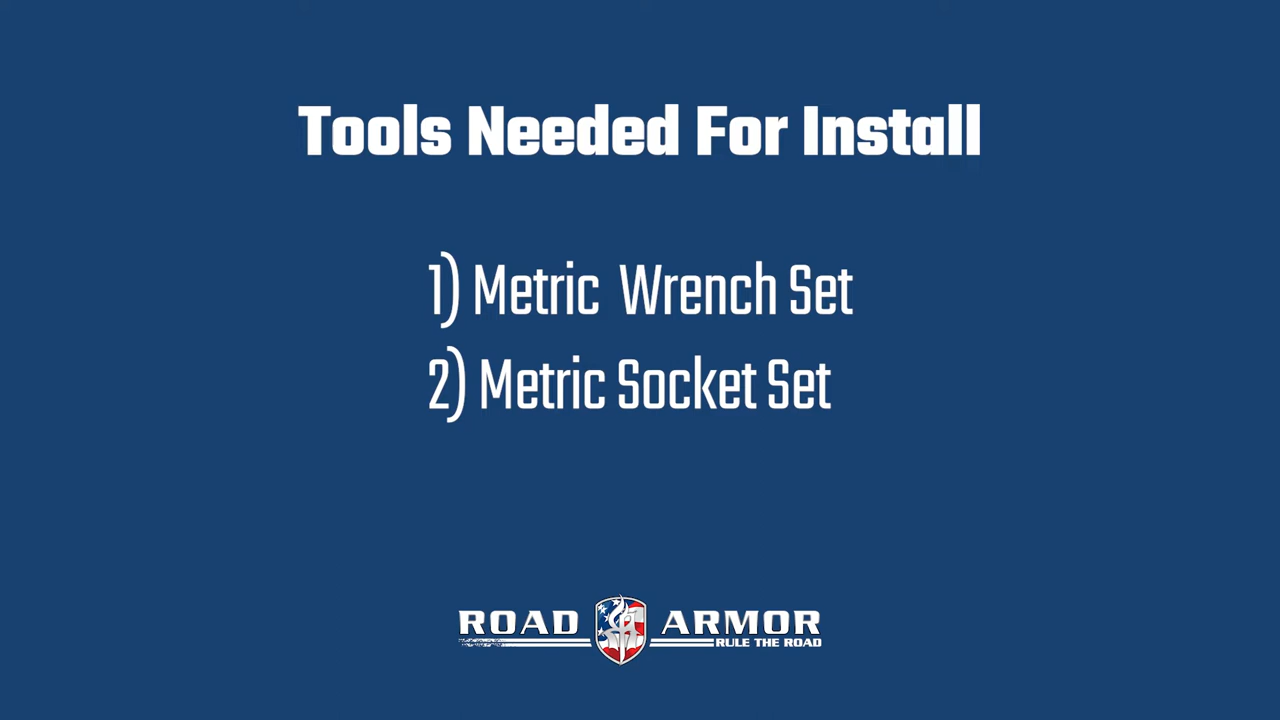 Tools Needed For Install
1) Metric Wrench Set
2) Metric Socket Set
ROAD ARMOR
RULE THE ROAD